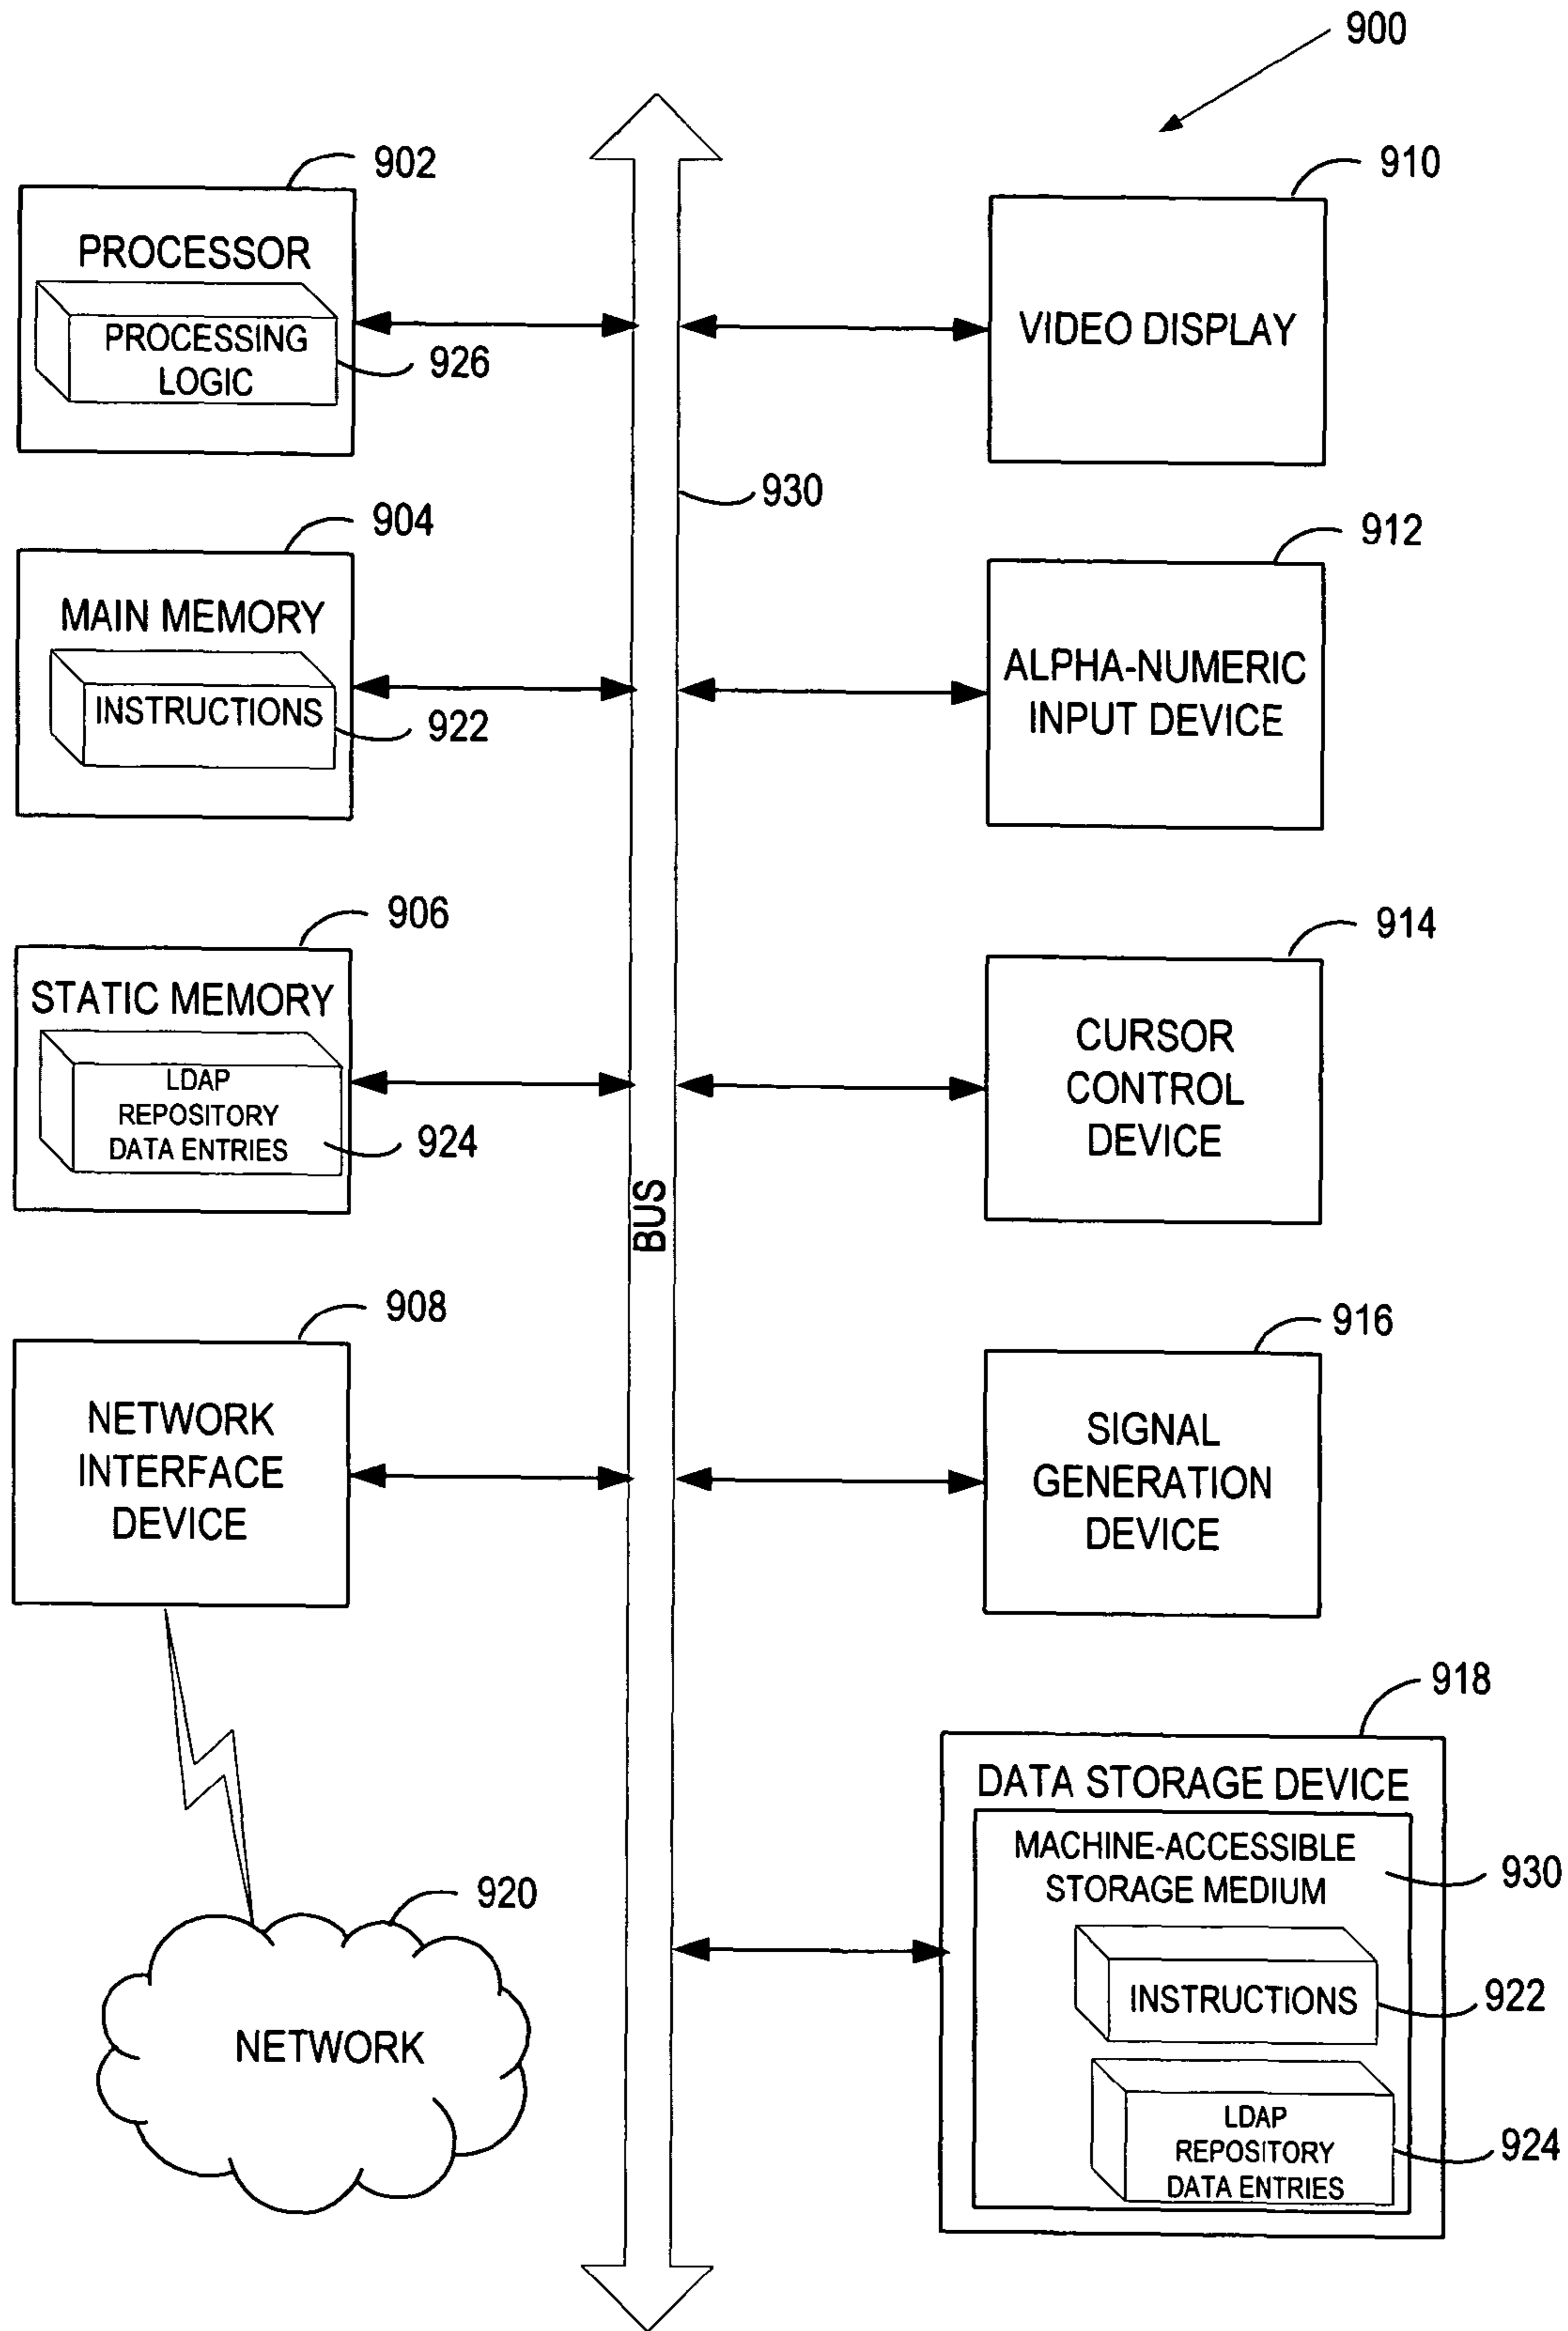 900
902
PROCESSOR
PROCESSING
LOGIC
926
910
VIDEO DISPLAY
930
904
MAIN MEMORY
INSTRUCTIONS
922
912
ALPHA-NUMERIC
INPUT DEVICE
906
STATIC MEMORY
LDAP
REPOSITORY
DATA ENTRIES
924
914
CURSOR
CONTROL
DEVICE
BUS
908
NETWORK
INTERFACE
DEVICE
916
SIGNAL
GENERATION
DEVICE
920
NETWORK
918
DATA STORAGE DEVICE
MACHINE-ACCESSIBLE
STORAGE MEDIUM
930
INSTRUCTIONS
922
LDAP
REPOSITORY
DATA ENTRIES
924